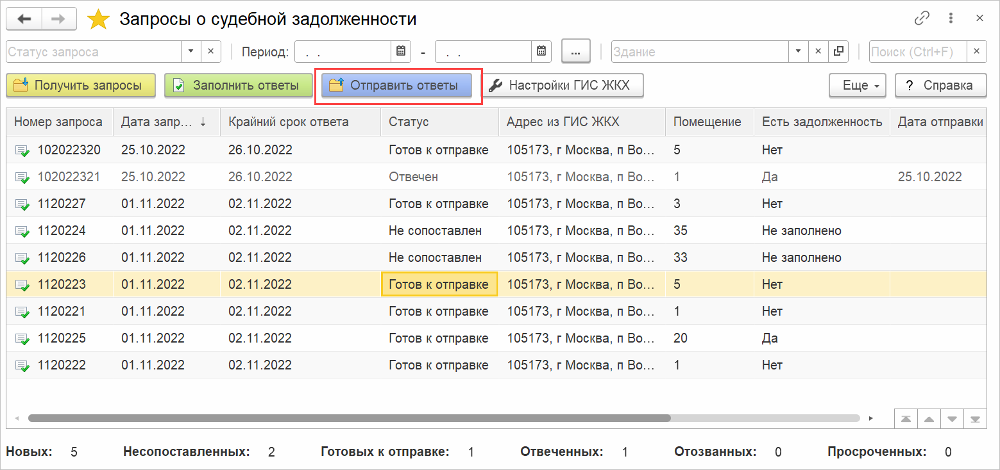 Запросы о судебной задолженности
Статус запроса Период: . . - . . ... Здание Поиск (Ctrl+F)
Получить запросы Заполнить ответы Отправить ответы Настройки ГИС ЖКХ Еще ? Справка
Номер запроса Дата запр... ↓ Крайний срок ответа Статус Адрес из ГИС ЖКХ Помещение Есть задолженность Дата отправки
102022320 25.10.2022 26.10.2022 Готов к отправке 105173, г Москва, п Во... 5 Нет
102022321 25.10.2022 26.10.2022 Отвечен 105173, г Москва, п Во... 1 Да 25.10.2022
1120227 01.11.2022 02.11.2022 Готов к отправке 105173, г Москва, п Во... 3 Нет
1120224 01.11.2022 02.11.2022 Не сопоставлен 105173, г Москва, п Во... 35 Не заполнено
1120226 01.11.2022 02.11.2022 Не сопоставлен 105173, г Москва, п Во... 33 Не заполнено
1120223 01.11.2022 02.11.2022 Готов к отправке 105173, г Москва, п Во... 5 Нет
1120221 01.11.2022 02.11.2022 Готов к отправке 105173, г Москва, п Во... 1 Нет
1120225 01.11.2022 02.11.2022 Готов к отправке 105173, г Москва, п Во... 20 Да
1120222 01.11.2022 02.11.2022 Готов к отправке 105173, г Москва, п Во... 1 Нет
Новых: 5 Несопоставленных: 2 Готовых к отправке: 1 Отвеченных: 1 Отозванных: 0 Просроченных: 0